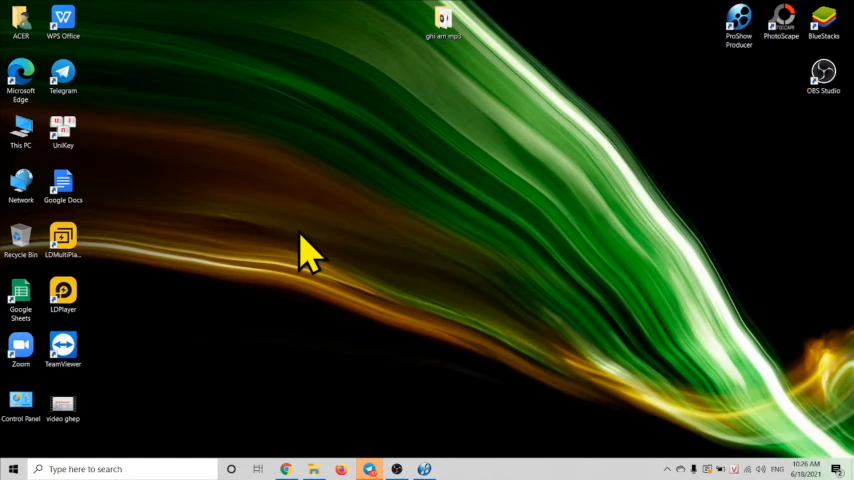 ACER
WPS Office
ghi am mp3
ProShow
Producer
PhotoScape
BlueStacks
Microsoft
Edge
Telegram
OBS Studio
This PC
UniKey
Network
Google Docs
Recycle Bin
LDMultiPla...
Google
Sheets
LDPlayer
Zoom
TeamViewer
Control Panel
video ghep
Type here to search
ENG
10:26 AM
6/18/2021